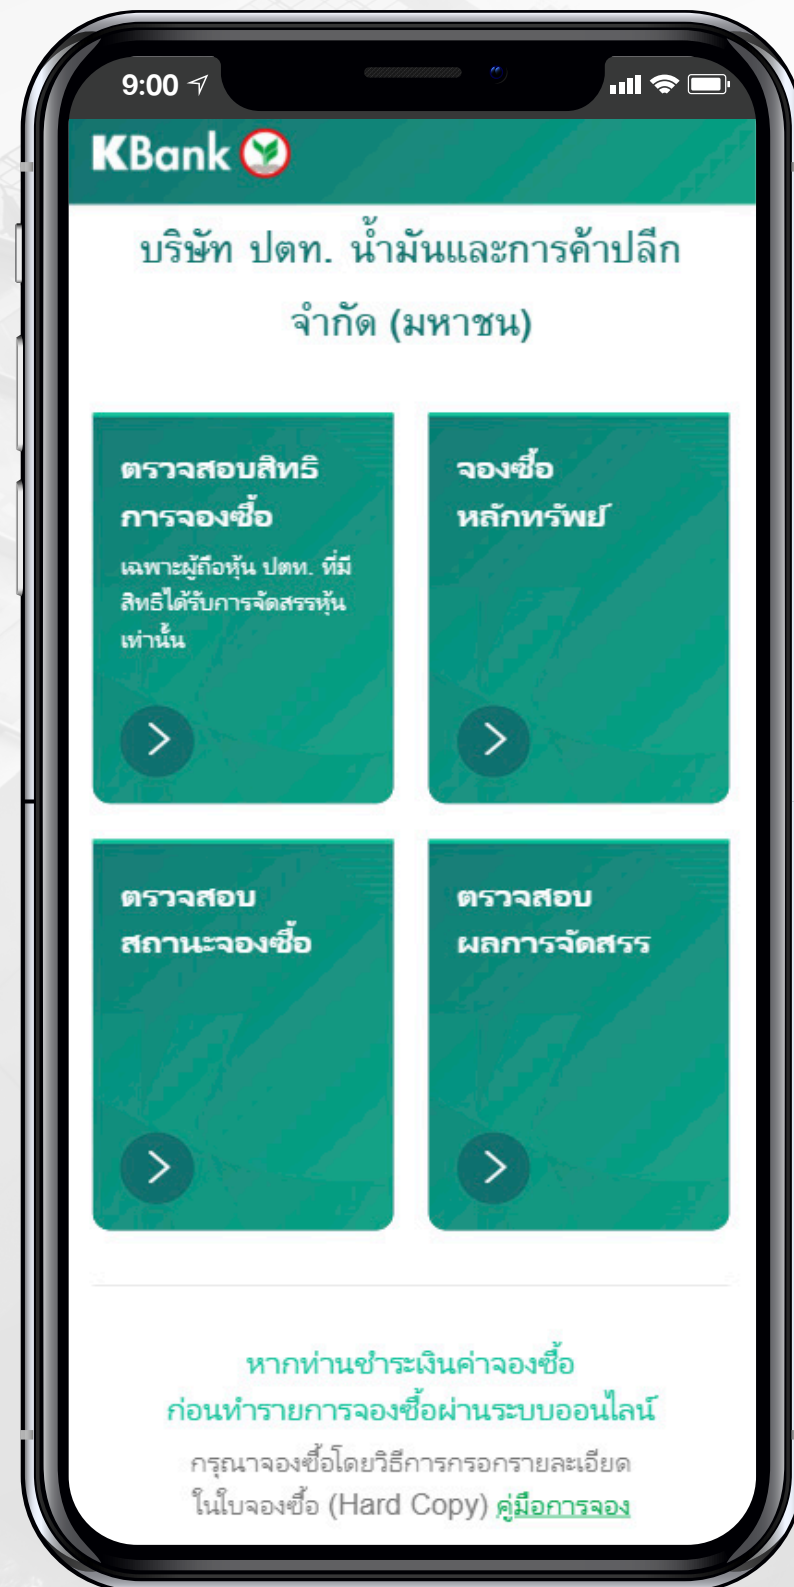 9:00
KBank
บริษัท ปตท. น้ำมันและการค้าปลีก
จำกัด (มหาชน)
ตรวจสอบสิทธิ
การจองซื้อ
เฉพาะผู้ถือหุ้น ปตท. ที่มี
สิทธิได้รับการจัดสรรหุ้น
เท่านั้น
จองซื้อ
หลักทรัพย์
ตรวจสอบ
สถานะจองซื้อ
ตรวจสอบ
ผลการจัดสรร
หากท่านชำระเงินค่าจองซื้อ
ก่อนทำรายการจองซื้อผ่านระบบออนไลน์
กรุณาจองซื้อโดยวิธีการกรอกรายละเอียด
ในใบจองซื้อ (Hard Copy) คู่มือการจอง